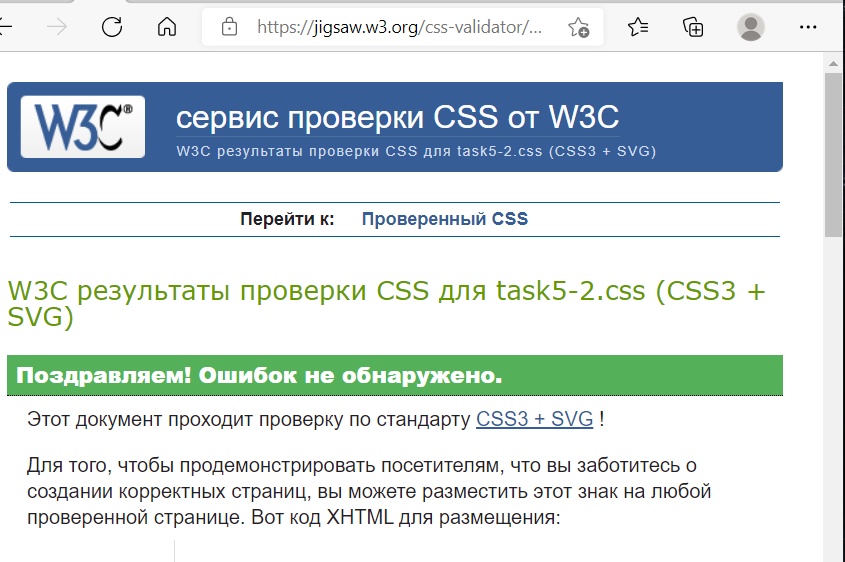 https://jigsaw.w3.org/css-validator/...
W3C®
сервис проверки CSS от W3C
W3C результаты проверки CSS для task5-2.css (CSS3 + SVG)
Перейти к: Проверенный CSS
W3C результаты проверки CSS для task5-2.css (CSS3 +
SVG)
Поздравляем! Ошибок не обнаружено.
Этот документ проходит проверку по стандарту CSS3 + SVG !
Для того, чтобы продемонстрировать посетителям, что вы заботитесь о
создании корректных страниц, вы можете разместить этот знак на любой
проверенной странице. Вот код XHTML для размещения: